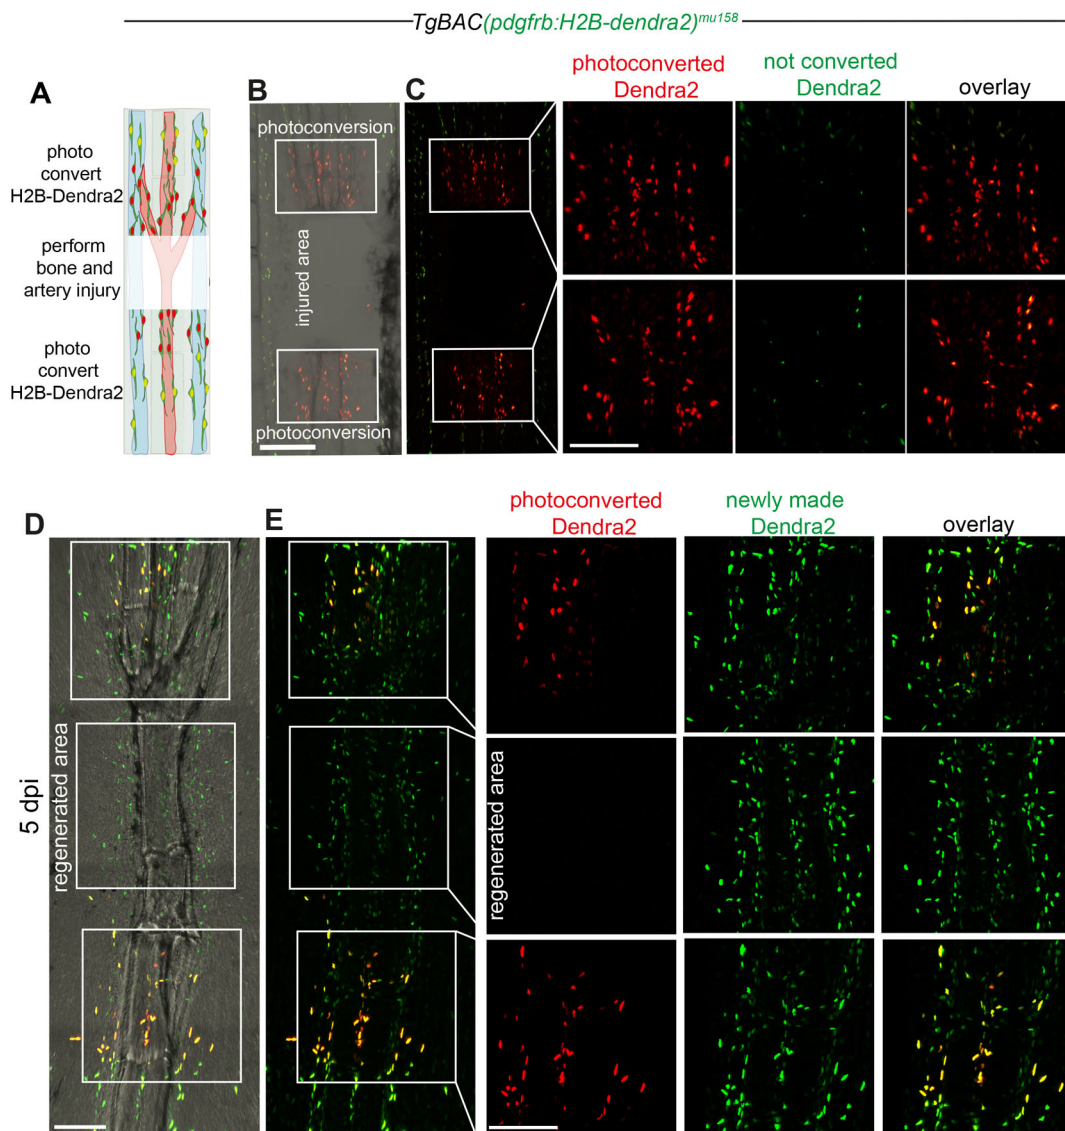 TgBAC(pdgfrb:H2B-dendra2)mu158
A
photo
convert
H2B-Dendra2
perform
bone and
artery injury
photo
convert
H2B-Dendra2
B
photoconversion
injured area
photoconversion
C
photoconverted
Dendra2
not converted
Dendra2
overlay
D
5 dpi
regenerated area
E
photoconverted
Dendra2
newly made
Dendra2
overlay
regenerated area